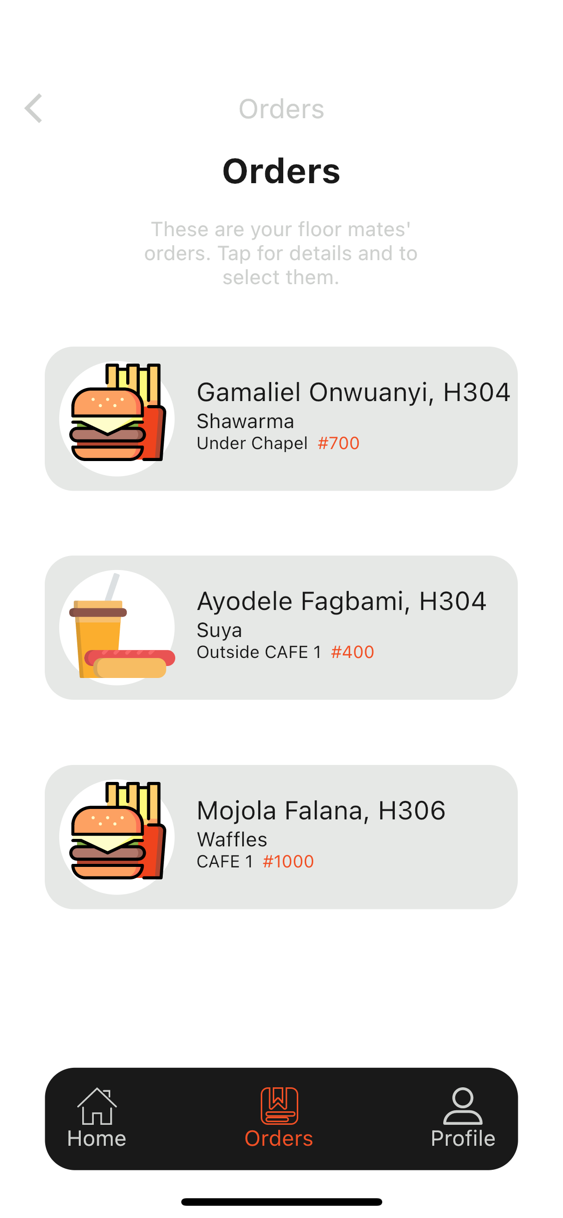 Orders
Orders
These are your floor mates'
orders. Tap for details and to
select them.
Gamaliel Onwuanyi, H304
Shawarma
Under Chapel #700
Ayodele Fagbami, H304
Suya
Outside CAFE 1 #400
Mojola Falana, H306
Waffles
CAFE 1 #1000
Home Orders Profile